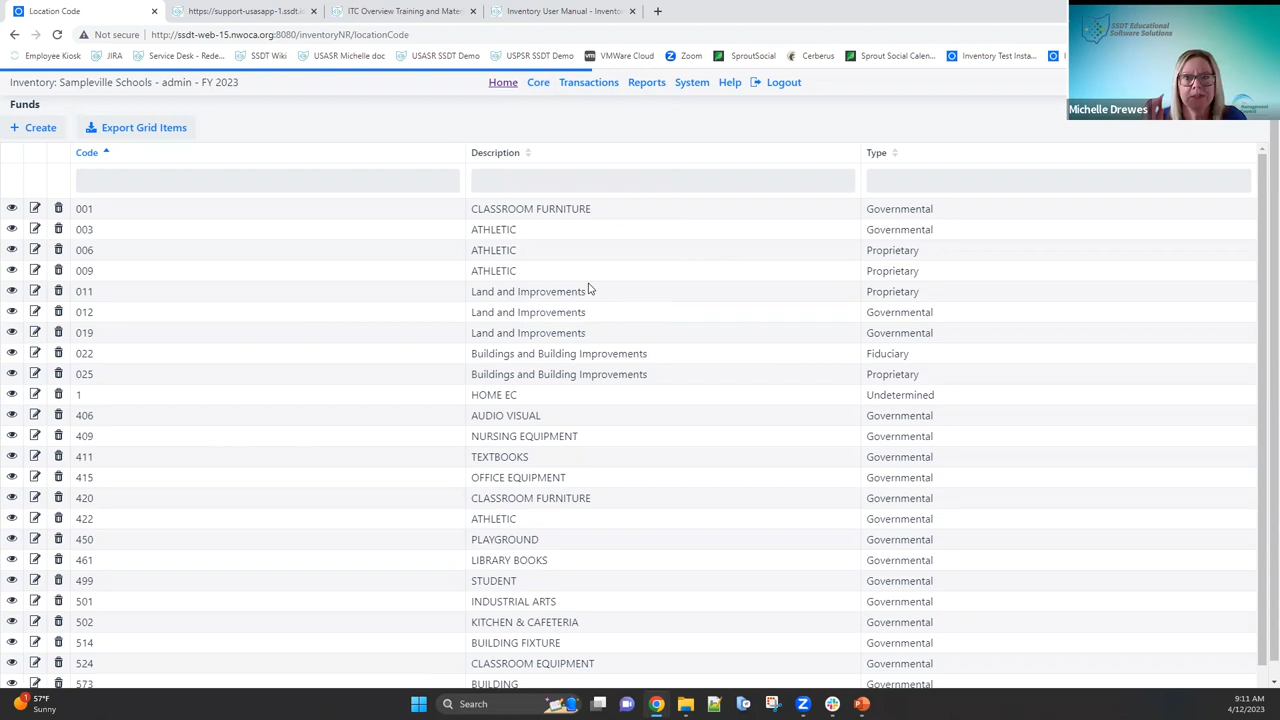 Location Code
https://support-usasapp-1.ssdt.i
ITC Overview Training and Mater
Inventory User Manual - Invento
Not secure
http://ssdt-web-15.nwoca.org:8080/inventoryNR/locationCode
Employee Kiosk JIRA Service Desk - Rede... SSDT Wiki USASR Michelle doc USASR SSDT Demo USPSR SSDT Demo VMWare Cloud Zoom SproutSocial Cerberus Sprout Social Calen... Inventory Test Insta...
SSDT Educational
Software Solutions
Michelle Drewes
Management
Inventory: Sampleville Schools - admin - FY 2023 Home Core Transactions Reports System Help Logout
Funds
+ Create Export Grid Items
Code Description Type
001 CLASSROOM FURNITURE Governmental
003 ATHLETIC Governmental
006 ATHLETIC Proprietary
009 ATHLETIC Proprietary
011 Land and Improvements Proprietary
012 Land and Improvements Governmental
019 Land and Improvements Governmental
022 Buildings and Building Improvements Fiduciary
025 Buildings and Building Improvements Proprietary
1 HOME EC Undetermined
406 AUDIO VISUAL Governmental
409 NURSING EQUIPMENT Governmental
411 TEXTBOOKS Governmental
415 OFFICE EQUIPMENT Governmental
420 CLASSROOM FURNITURE Governmental
422 ATHLETIC Governmental
450 PLAYGROUND Governmental
461 LIBRARY BOOKS Governmental
499 STUDENT Governmental
501 INDUSTRIAL ARTS Governmental
502 KITCHEN & CAFETERIA Governmental
514 BUILDING FIXTURE Governmental
524 CLASSROOM EQUIPMENT Governmental
573 BUILDING Governmental
1
57°F
Sunny
Search
9:11 AM
4/12/2023